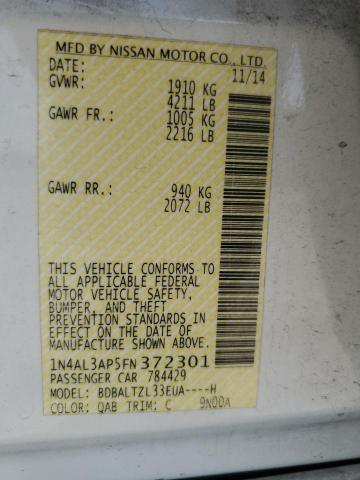 MFD BY NISSAN MOTOR CO., LTD.
DATE: 11/14
GVWR: 1910 KG
4211 LB
GAWR FR.: 1005 KG
2216 LB
GAWR RR.: 940 KG
2072 LB
THIS VEHICLE CONFORMS TO
ALL APPLICABLE FEDERAL
MOTOR VEHICLE SAFETY,
BUMPER, AND THEFT
PREVENTION STANDARDS IN
EFFECT ON THE DATE OF
MANUFACTURE SHOWN ABOVE.
1N4AL3AP5FN372301
PASSENGER CAR 784429
MODEL: BDBALTZL33EUA----H
COLOR: QAB TRIM: C 9N00A